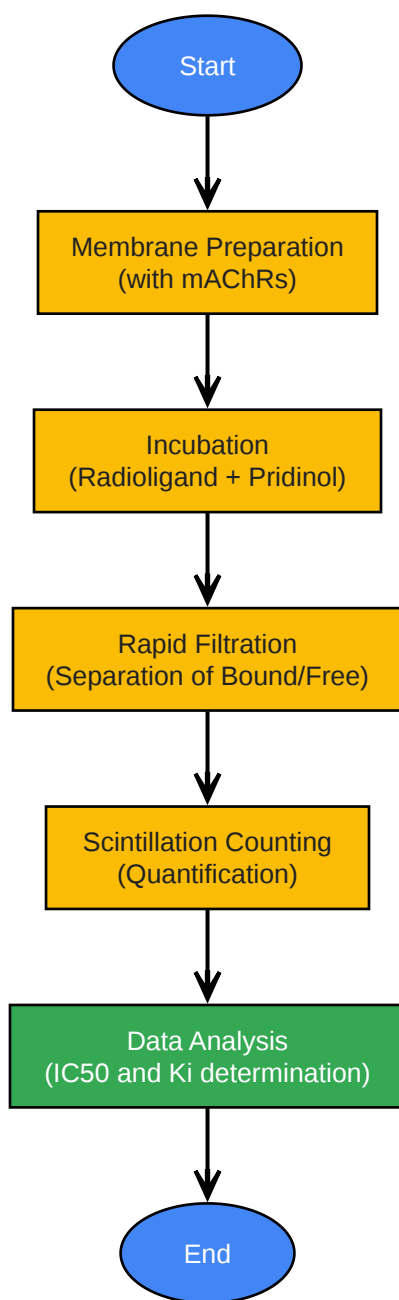 Start
Membrane Preparation
(with mAChRs)
Incubation
(Radioligand + Pridinol)
Rapid Filtration
(Separation of Bound/Free)
Scintillation Counting
(Quantification)
Data Analysis
(IC50 and Ki determination)
End